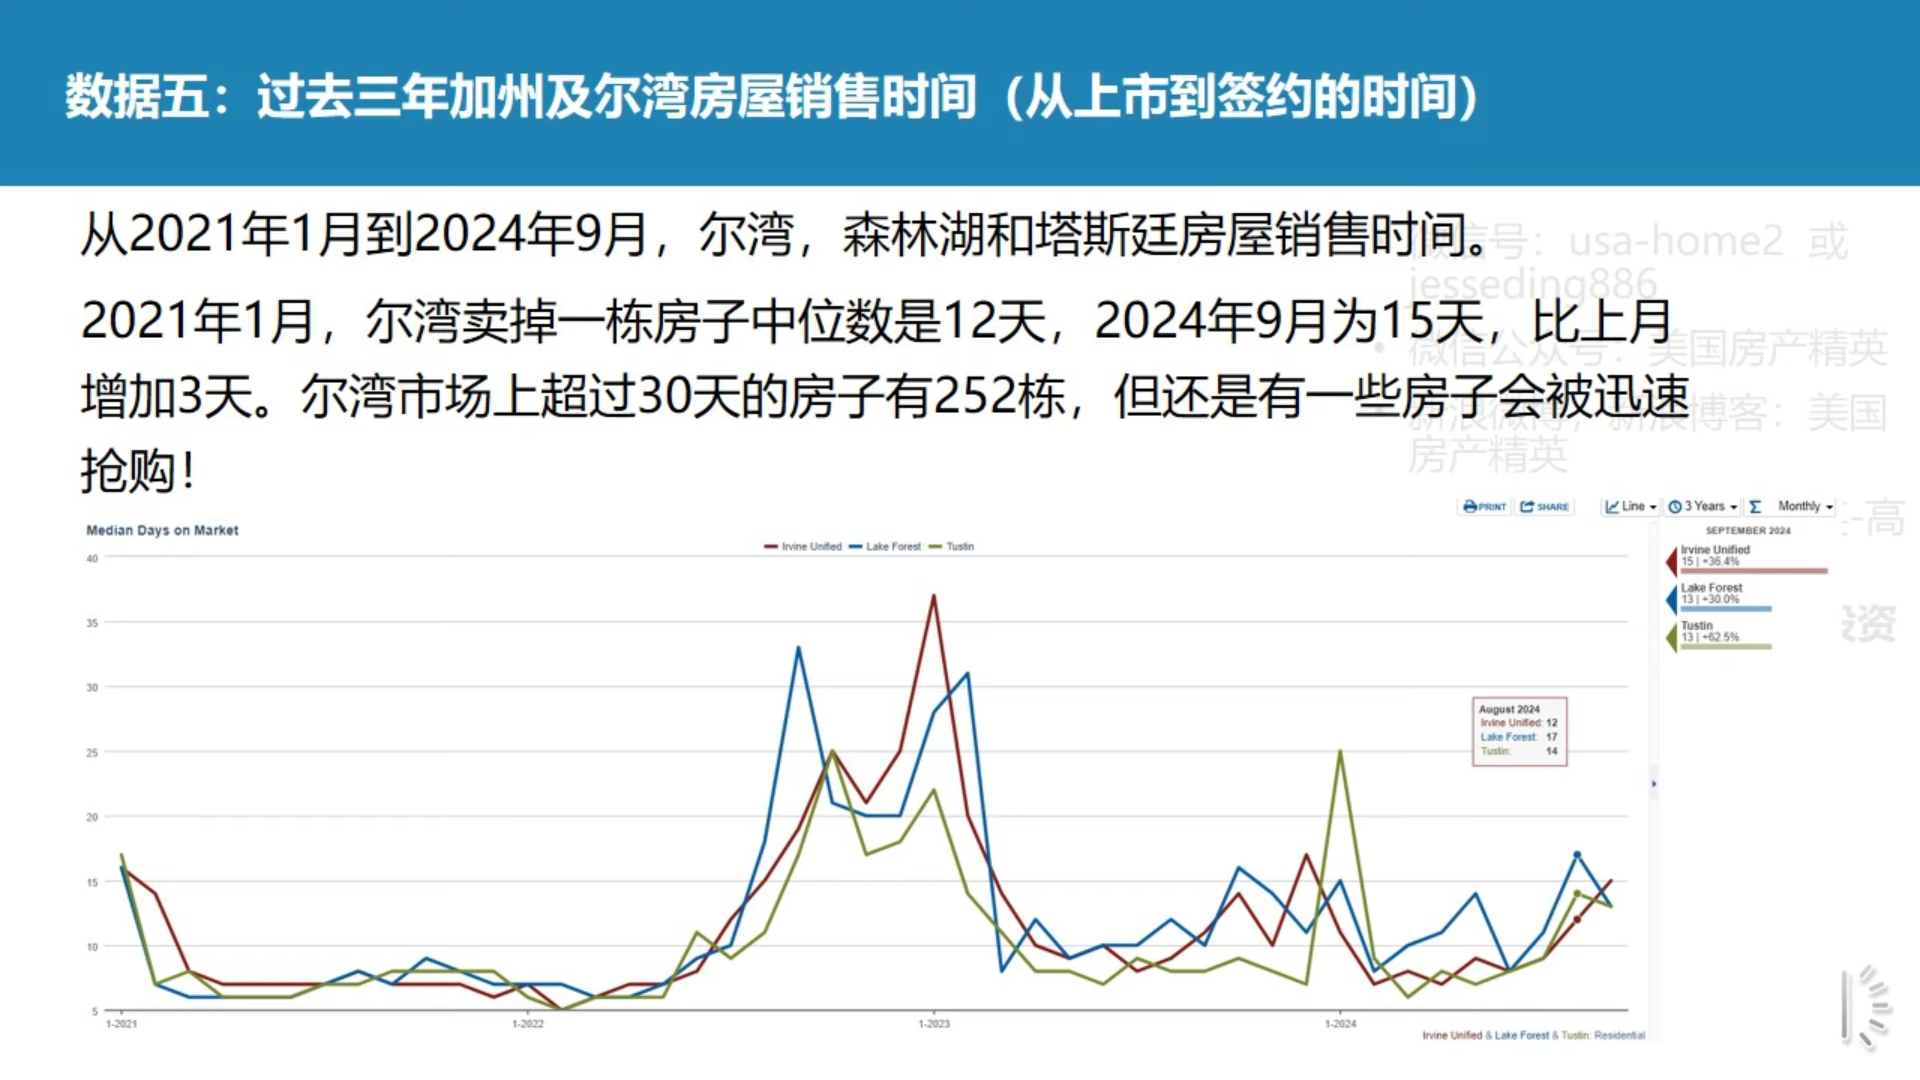 数据五：过去三年加州及尔湾房屋销售时间（从上市到签约的时间）
从2021年1月到2024年9月，尔湾，森林湖和塔斯廷房屋销售时间。
2021年1月，尔湾卖掉一栋房子中位数是12天，2024年9月为15天，比上月
增加3天。尔湾市场上超过30天的房子有252栋，但还是有一些房子会被迅速
抢购！
微信号：usa-home2 或
jesseding886
• 微信公众号：美国房产精英
新浪微博，新浪博客：美国
房产精英
PRINT SHARE Line 3 Years Σ Monthly
-高
Median Days on Market
Irvine Unified Lake Forest Tustin
SEPTEMBER 2024
Irvine Unified
15 | +36.4%
Lake Forest
13 | +30.0%
Tustin
13 | +62.5%
资
August 2024
Irvine Unified: 12
Lake Forest: 17
Tustin: 14
40
35
30
25
20
15
10
5
1-2021 1-2022 1-2023 1-2024
Irvine Unified & Lake Forest & Tustin: Residential